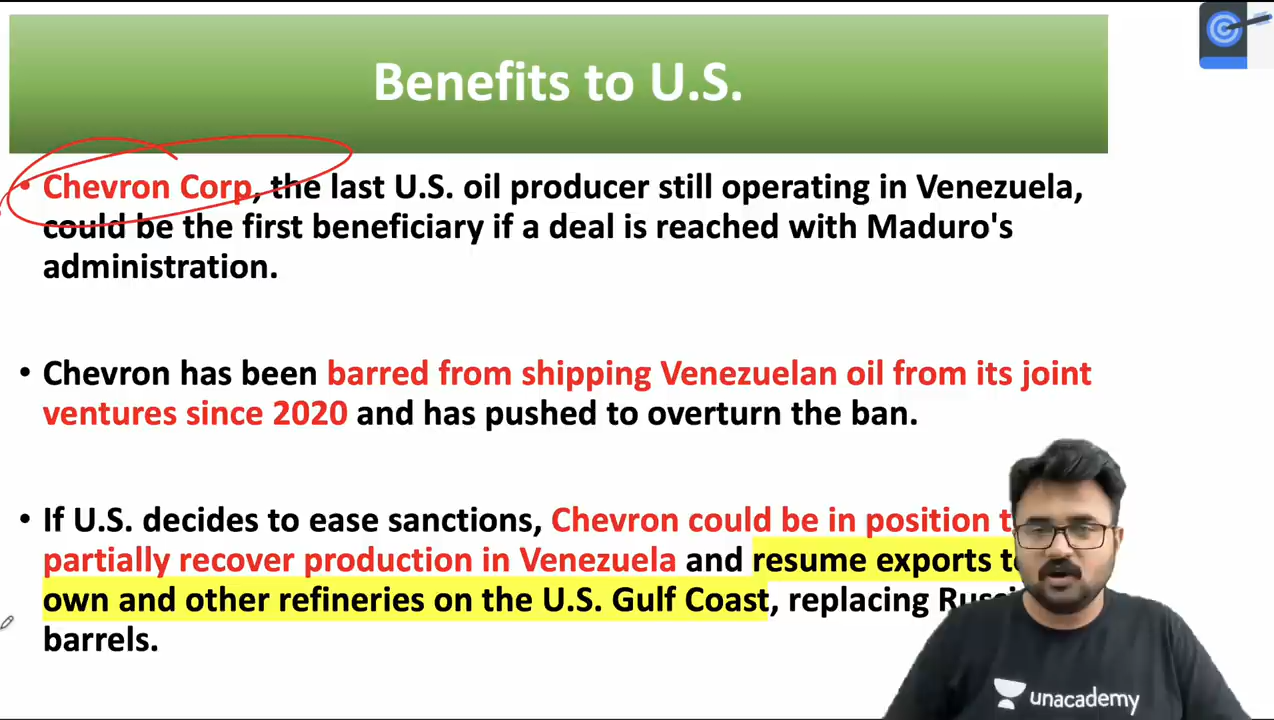 Benefits to U.S.
• Chevron Corp, the last U.S. oil producer still operating in Venezuela,
could be the first beneficiary if a deal is reached with Maduro's
administration.
• Chevron has been barred from shipping Venezuelan oil from its joint
ventures since 2020 and has pushed to overturn the ban.
• If U.S. decides to ease sanctions, Chevron could be in position
partially recover production in Venezuela and resume exports
own and other refineries on the U.S. Gulf Coast, replacing
barrels.
unacademy